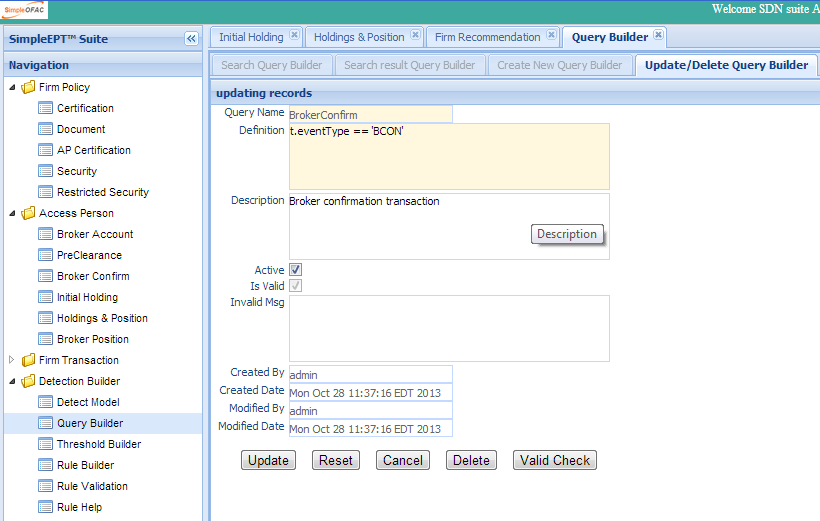 SimpleOFAC
Welcome SDN suite A
SimpleEPT™ Suite
Navigation
Firm Policy
Certification
Document
AP Certification
Security
Restricted Security
Access Person
Broker Account
PreClearance
Broker Confirm
Initial Holding
Holdings & Position
Broker Position
Firm Transaction
Detection Builder
Detect Model
Query Builder
Threshold Builder
Rule Builder
Rule Validation
Rule Help
Initial Holding Holdings & Position Firm Recommendation Query Builder
Search Query Builder Search result Query Builder Create New Query Builder Update/Delete Query Builder
updating records
Query Name BrokerConfirm
Definition t.eventType == 'BCON'
Description Broker confirmation transaction
Description
Active
Is Valid
Invalid Msg
Created By admin
Created Date Mon Oct 28 11:37:16 EDT 2013
Modified By admin
Modified Date Mon Oct 28 11:37:16 EDT 2013
Update Reset Cancel Delete Valid Check